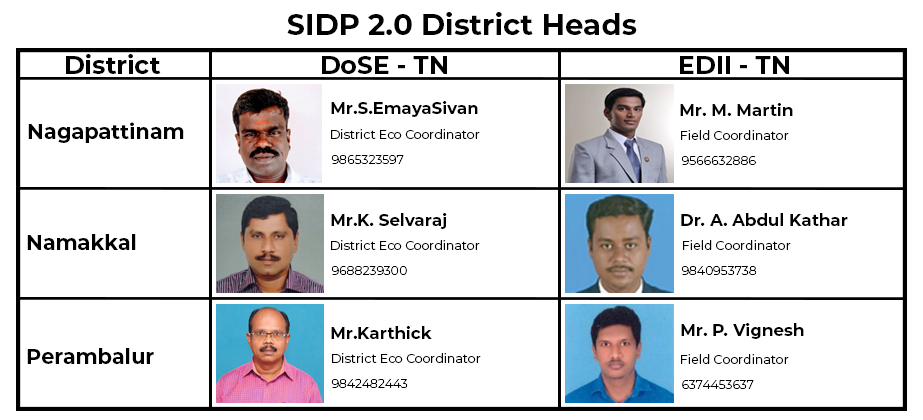 SIDP 2.0 District Heads
District DoSE - TN EDII - TN
Nagapattinam
Mr.S.EmayaSivan
District Eco Coordinator
9865323597
Mr. M. Martin
Field Coordinator
9566632886
Namakkal
Mr.K. Selvaraj
District Eco Coordinator
9688239300
Dr. A. Abdul Kathar
Field Coordinator
9840953738
Perambalur
Mr.Karthick
District Eco Coordinator
9842482443
Mr. P. Vignesh
Field Coordinator
6374453637